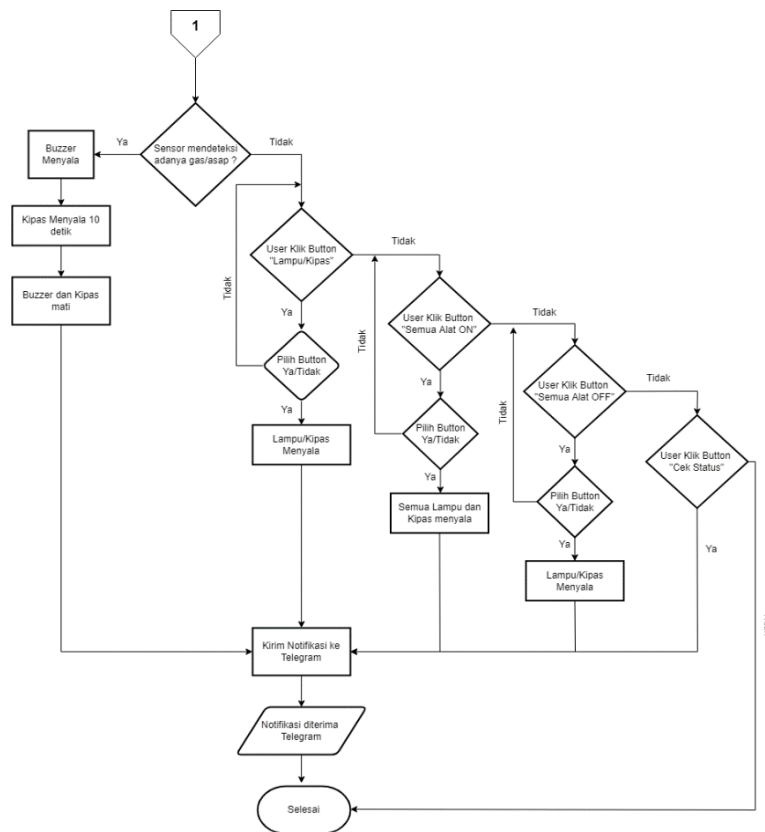 1
Ya
Sensor mendeteksi
adanya gas/asap ?
Tidak
Buzzer
Menyala
Kipas Menyala 10
detik
Buzzer dan Kipas
mati
User Klik Button
"Lampu/Kipas"
Tidak
Tidak
Ya
Pilih Button
Ya/Tidak
Ya
Lampu/Kipas
Menyala
User Klik Button
"Semua Alat ON"
Tidak
Tidak
Ya
Pilih Button
Ya/Tidak
Ya
Semua Lampu dan
Kipas menyala
User Klik Button
"Semua Alat OFF"
Tidak
Tidak
Ya
Pilih Button
Ya/Tidak
Ya
Lampu/Kipas
Menyala
User Klik Button
"Cek Status"
Ya
Kirim Notifikasi ke
Telegram
Notifikasi diterima
Telegram
Selesai